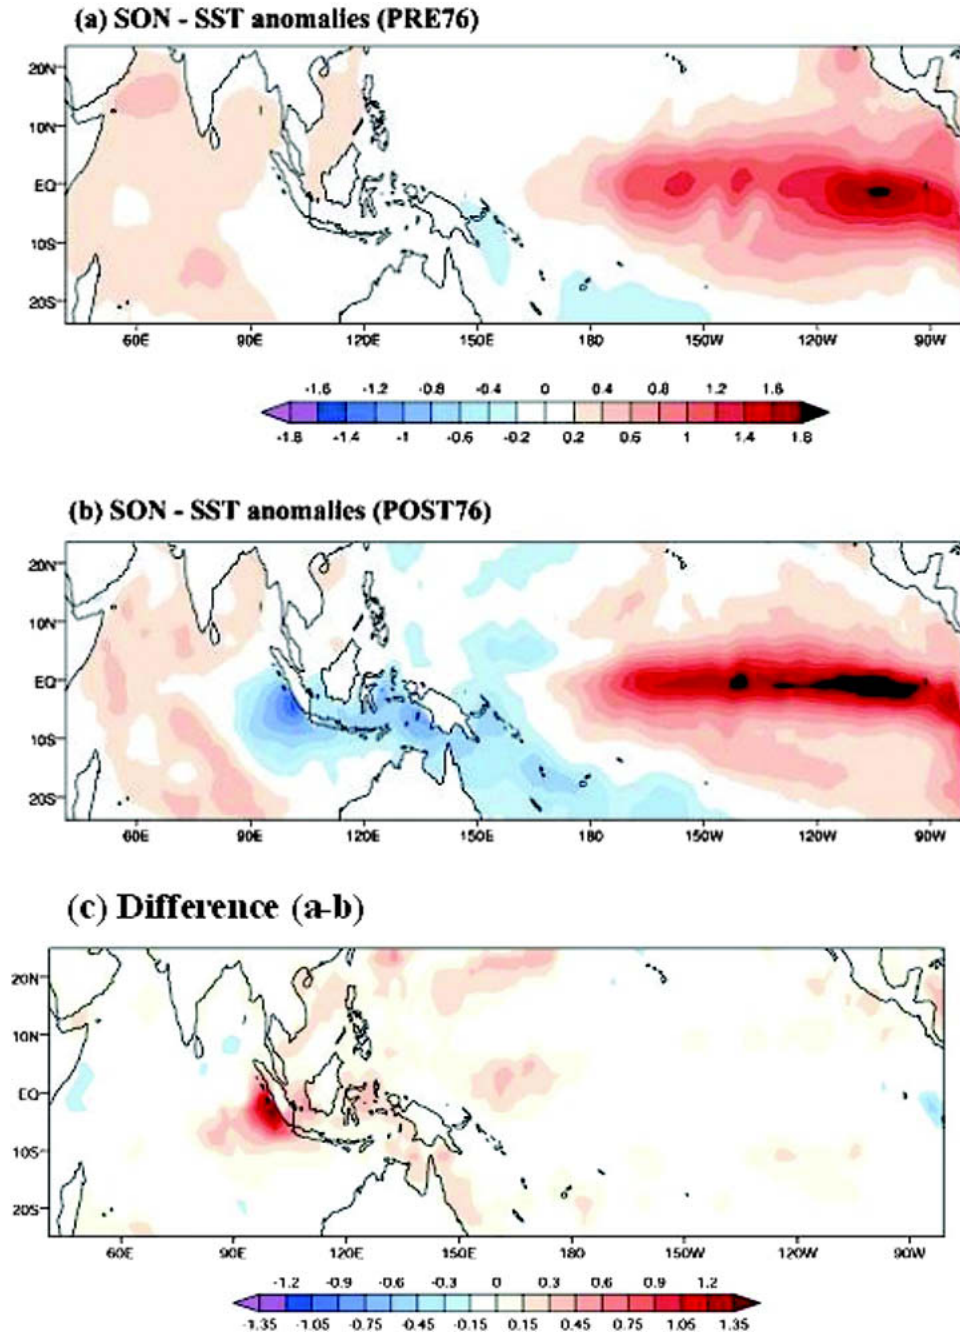 (a) SON - SST anomalies (PRE76)
20N
10N
EQ
10S
20S
60E 90E 120E 150E 180 150W 120W 90W
-1.6 -1.2 -0.8 -0.4 0 0.4 0.8 1.2 1.6
-1.8 -1.4 -1 -0.6 -0.2 0.2 0.6 1 1.4 1.8
(b) SON - SST anomalies (POST76)
20N
10N
EQ
10S
20S
60E 90E 120E 150E 180 150W 120W 90W
(c) Difference (a-b)
20N
10N
EQ
10S
20S
60E 90E 120E 150E 180 150W 120W 90W
-1.2 -0.9 -0.6 -0.3 0 0.3 0.6 0.9 1.2
-1.35 -1.05 -0.75 -0.45 -0.15 0.15 0.45 0.75 1.05 1.35